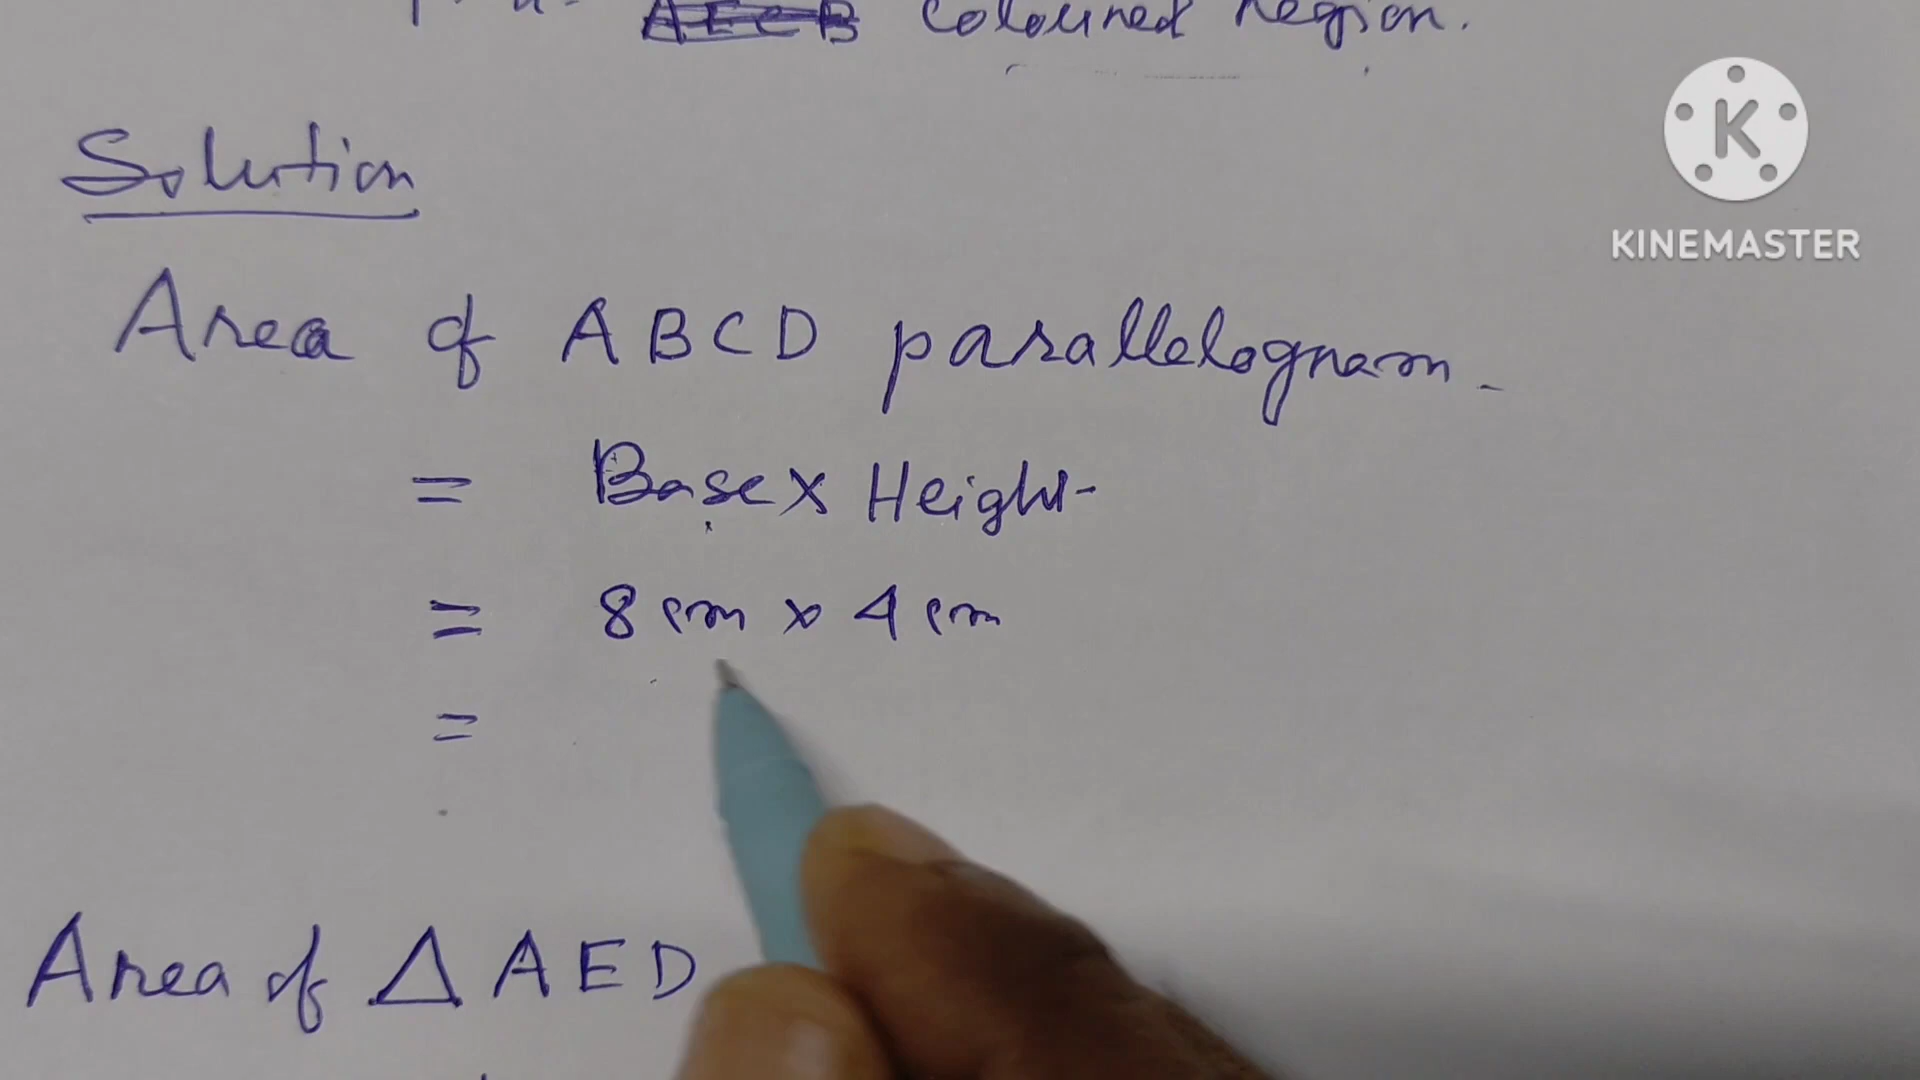 Coloured Region.
Solution
Area of ABCD parallelogram.
= Base x Height
= 8 cm x 4 cm
=
Area of △ AED
K
KINEMASTER